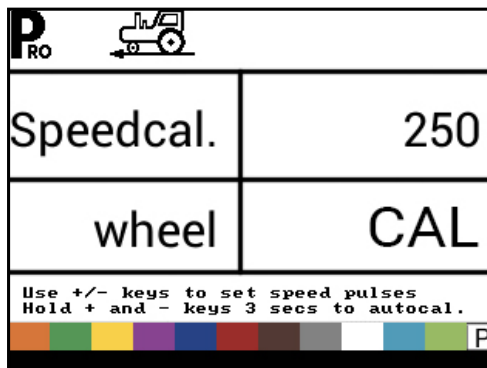 PRO
Speedcal. 250
wheel CAL
Use +/- keys to set speed pulses
Hold + and - keys 3 secs to autocal.
P